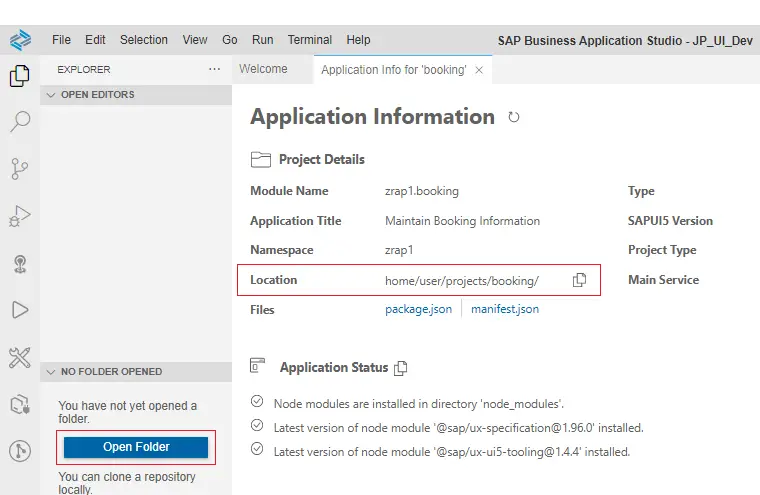 File Edit Selection View Go Run Terminal Help SAP Business Application Studio - JP_UI_Dev
EXPLORER ... Welcome Application Info for 'booking' ×
OPEN EDITORS
Application Information
Project Details
Module Name zrap1.booking Type
Application Title Maintain Booking Information SAPUI5 Version
Namespace zrap1 Project Type
Location home/user/projects/booking/ Main Service
Files package.json manifest.json
Application Status
NO FOLDER OPENED
You have not yet opened a
folder.
Open Folder
You can clone a repository
locally.
Node modules are installed in directory 'node_modules'.
Latest version of node module '@sap/ux-specification@1.96.0' installed.
Latest version of node module '@sap/ux-ui5-tooling@1.4.4' installed.